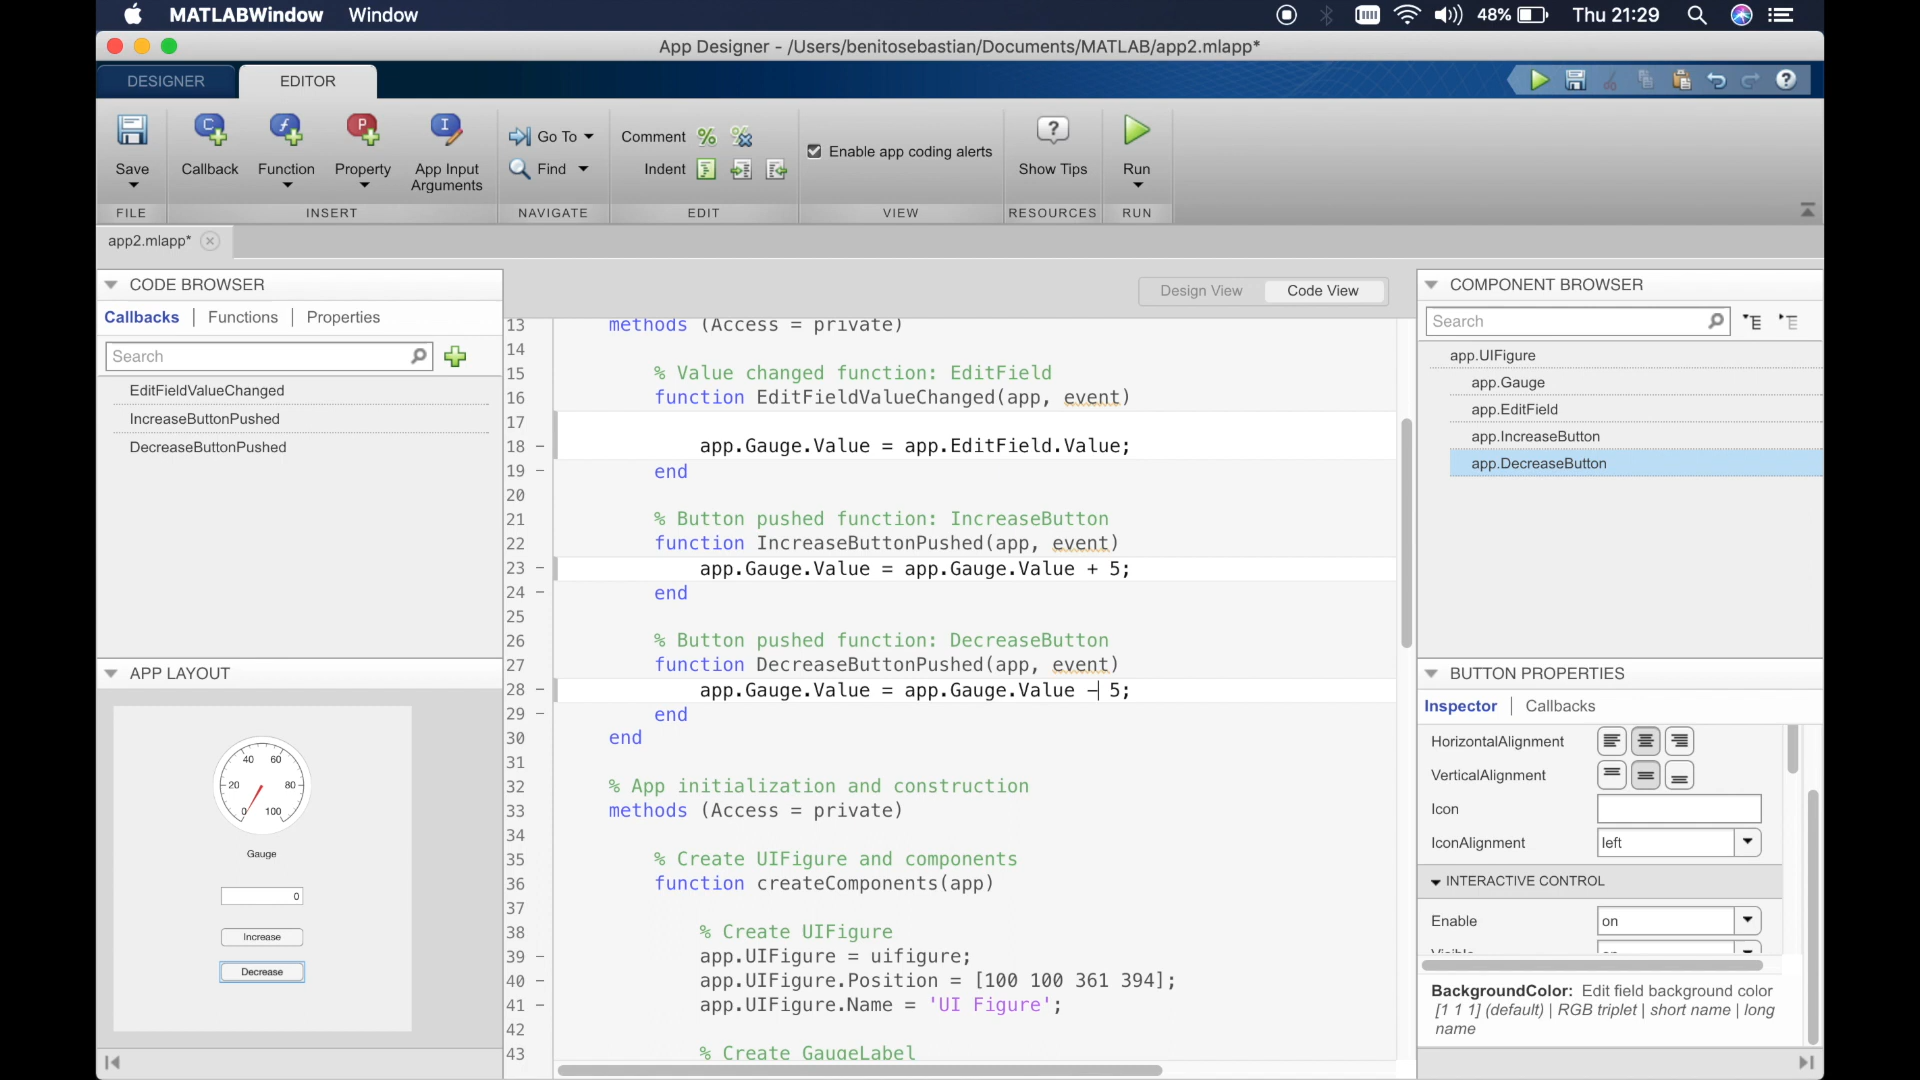 MATLABWindow Window 48% Thu 21:29
App Designer - /Users/benitosebastian/Documents/MATLAB/app2.mlapp*
DESIGNER EDITOR
Save Callback Function Property App Input Arguments Go To Find Comment Indent Enable app coding alerts Show Tips Run
FILE INSERT NAVIGATE EDIT VIEW RESOURCES RUN
app2.mlapp*
CODE BROWSER
Callbacks | Functions | Properties
Search
EditFieldValueChanged
IncreaseButtonPushed
DecreaseButtonPushed
APP LAYOUT
40 60
20 80
0 100
Gauge
0
Increase
Decrease
Design View Code View
13 methods (Access = private)
14
15 % Value changed function: EditField
16 function EditFieldValueChanged(app, event)
17
18 – app.Gauge.Value = app.EditField.Value;
19 – end
20
21 % Button pushed function: IncreaseButton
22 function IncreaseButtonPushed(app, event)
23 – app.Gauge.Value = app.Gauge.Value + 5;
24 – end
25
26 % Button pushed function: DecreaseButton
27 function DecreaseButtonPushed(app, event)
28 – app.Gauge.Value = app.Gauge.Value - 5;
29 – end
30 end
31
32 % App initialization and construction
33 methods (Access = private)
34
35 % Create UIFigure and components
36 function createComponents(app)
37
38 % Create UIFigure
39 – app.UIFigure = uifigure;
40 – app.UIFigure.Position = [100 100 361 394];
41 – app.UIFigure.Name = 'UI Figure';
42
43 % Create GaugeLabel
COMPONENT BROWSER
Search
app.UIFigure
app.Gauge
app.EditField
app.IncreaseButton
app.DecreaseButton
BUTTON PROPERTIES
Inspector | Callbacks
HorizontalAlignment
VerticalAlignment
Icon
IconAlignment left
INTERACTIVE CONTROL
Enable on
BackgroundColor: Edit field background color
[1 1 1] (default) | RGB triplet | short name | long
name